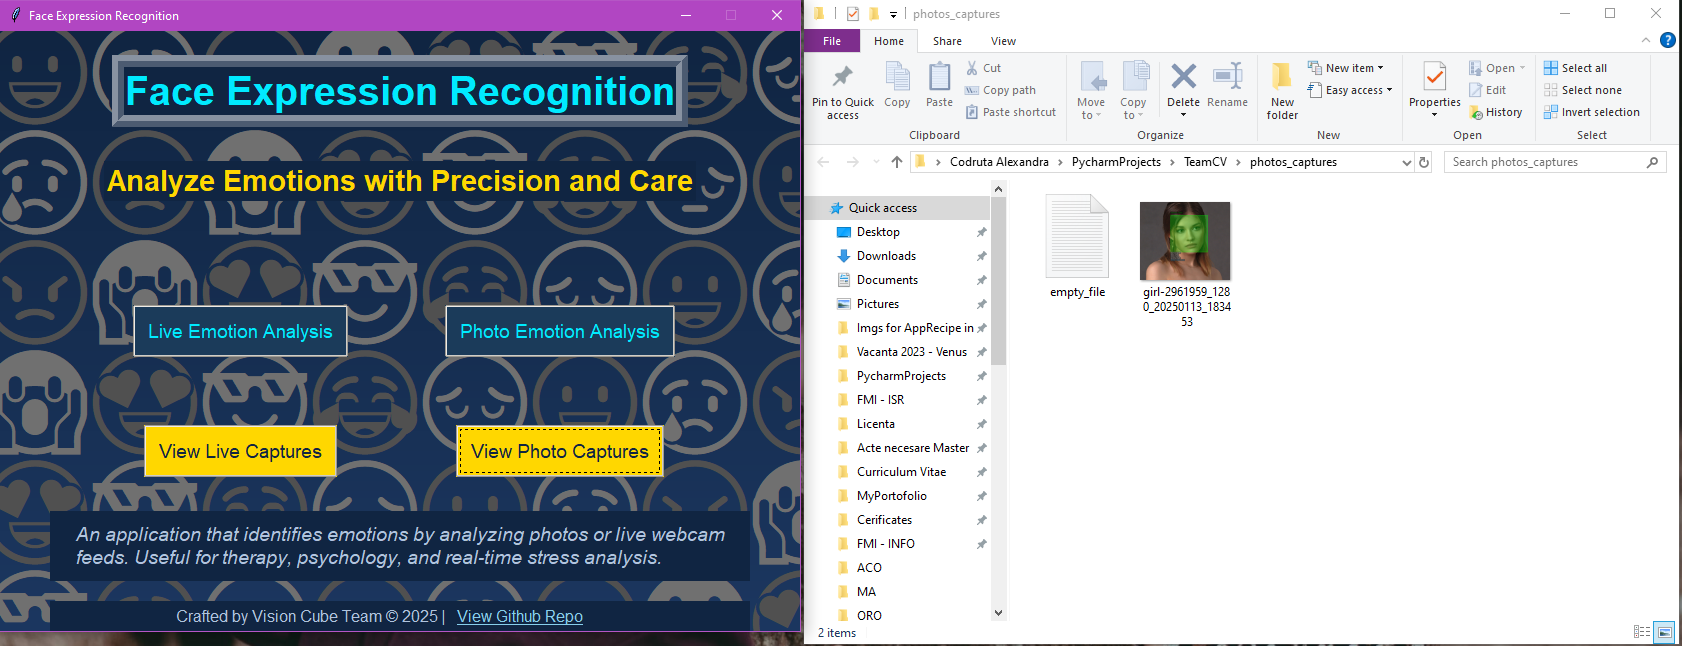 Face Expression Recognition
Face Expression Recognition
Analyze Emotions with Precision and Care
Live Emotion Analysis
Photo Emotion Analysis
View Live Captures
View Photo Captures
An application that identifies emotions by analyzing photos or live webcam
feeds. Useful for therapy, psychology, and real-time stress analysis.
Crafted by Vision Cube Team © 2025 | View Github Repo
photos_captures
File Home Share View
Pin to Quick
access
Copy
Paste
Cut
Copy path
Paste shortcut
Clipboard
Move
to
Copy
to
Delete
Rename
Organize
New
folder
New item
Easy access
New
Properties
Open
Edit
History
Open
Select all
Select none
Invert selection
Select
Codruta Alexandra > PycharmProjects > TeamCV > photos_captures
Search photos_captures
Quick access
Desktop
Downloads
Documents
Pictures
Imgs for AppRecipe in
Vacanta 2023 - Venus
PycharmProjects
FMI - ISR
Licenta
Acte necesare Master
Curriculum Vitae
MyPortofolio
Cerificates
FMI - INFO
ACO
MA
ORO
empty_file
girl-2961959_128
0_20250113_1834
53
2 items